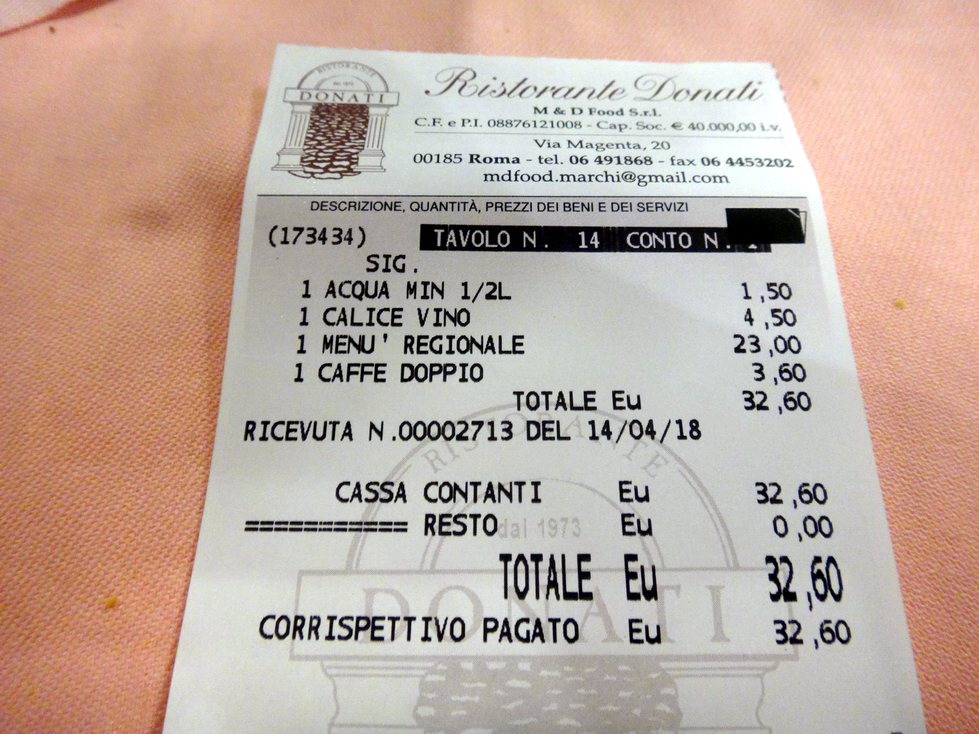 RISTORANTE
DONATI
Ristorante Donati
M & D Food S.r.l.
C.F. e P.I. 08876121008 - Cap. Soc. € 40.000,00 i.v.
Via Magenta, 20
00185 Roma - tel. 06 491868 - fax 06 4453202
mdfood.marchi@gmail.com
DESCRIZIONE, QUANTITÀ, PREZZI DEI BENI E DEI SERVIZI
(173434) TAVOLO N. 14 CONTO N.
SIG.
1 ACQUA MIN 1/2L 1,50
1 CALICE VINO 4,50
1 MENU' REGIONALE 23,00
1 CAFFE DOPPIO 3,60
TOTALE Eu 32,60
RICEVUTA N.00002713 DEL 14/04/18
RISTORANTE
CASSA CONTANTI Eu 32,60
=========== RESTO Eu 0,00
dal 1973
TOTALE Eu 32,60
DONATI
CORRISPETTIVO PAGATO Eu 32,60